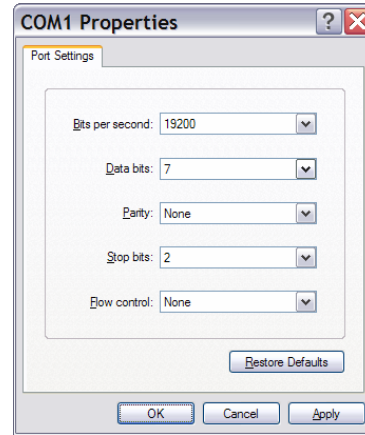 COM1 Properties
Port Settings
Bits per second: 19200
Data bits: 7
Parity: None
Stop bits: 2
Flow control: None
Restore Defaults
OK Cancel Apply